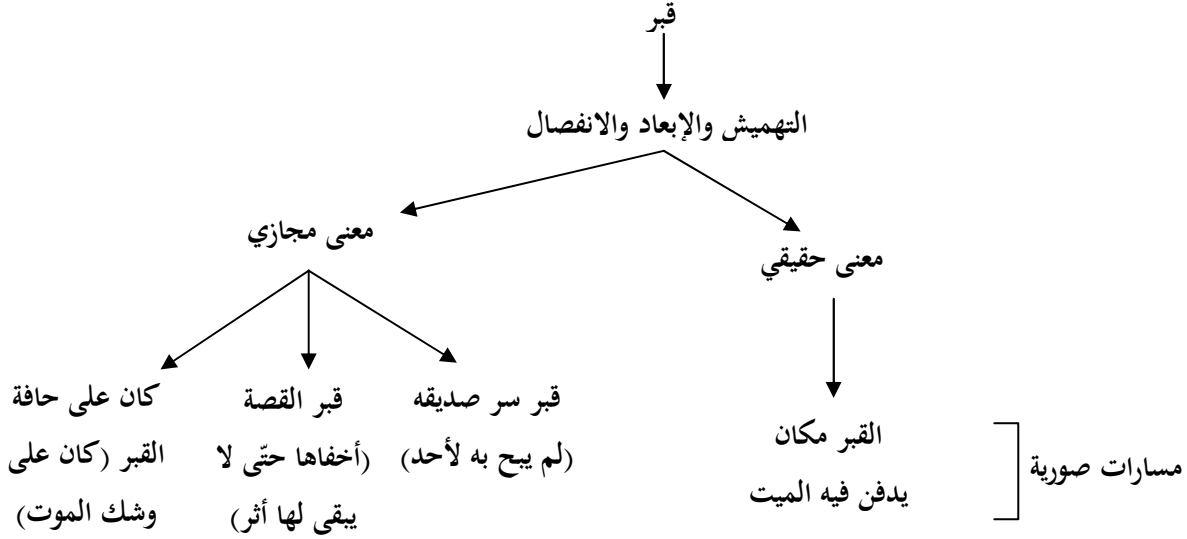 قبر
التهميش والإبعاد والانفصال
معنى حقيقي
معنى مجازي
القبر مكان
يدفن فيه الميت
قبر سر صديقه
(لم يبح به لأحد)
قبر القصة
(أخفاها حتّى لا
يبقى لها أثر)
كان على حافة
القبر (كان على
وشك الموت)
مسارات صورية